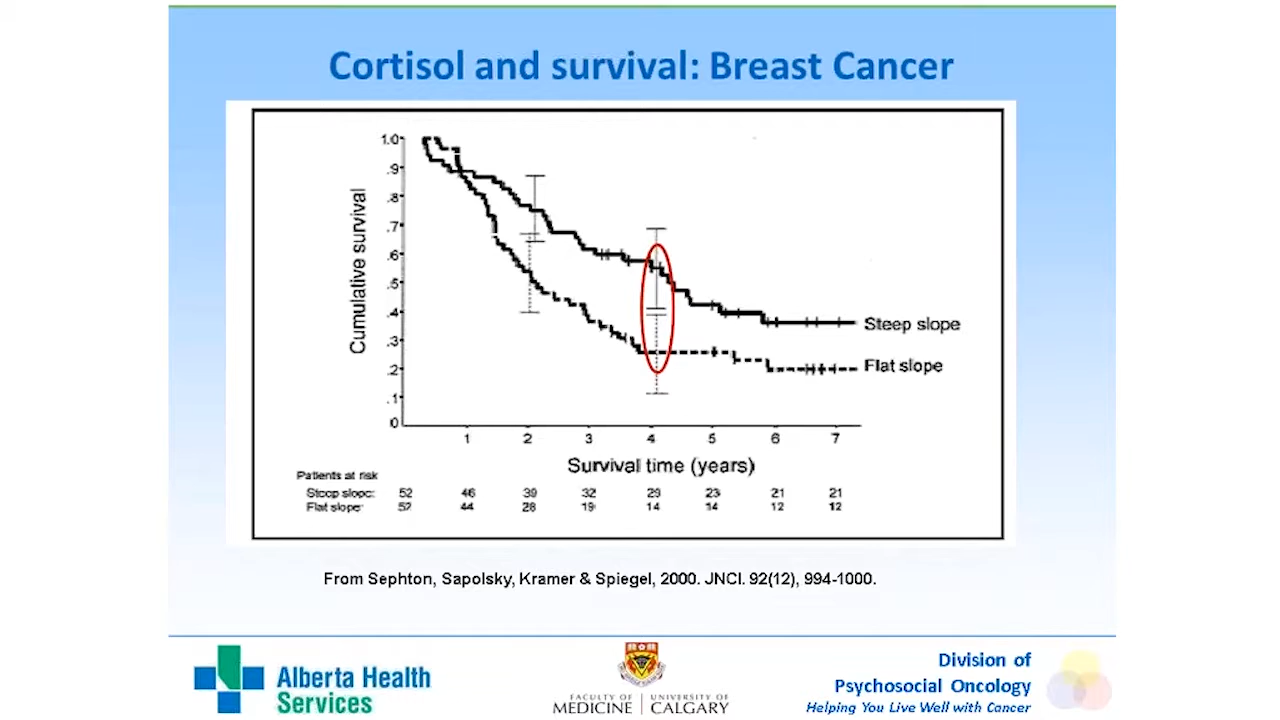 Cortisol and survival: Breast Cancer
Cumulative survival
1.0
.9
.8
.7
.6
.5
.4
.3
.2
.1
0
Steep slope
Flat slope
1 2 3 4 5 6 7
Survival time (years)
Patients at risk
Steep slope: 52 46 39 32 29 23 21 21
Flat slope: 52 44 28 19 14 14 12 12
From Sephton, Sapolsky, Kramer & Spiegel, 2000. JNCI. 92(12), 994-1000.
Alberta Health
Services
FACULTY OF
MEDICINE
UNIVERSITY OF
CALGARY
Division of
Psychosocial Oncology
Helping You Live Well with Cancer